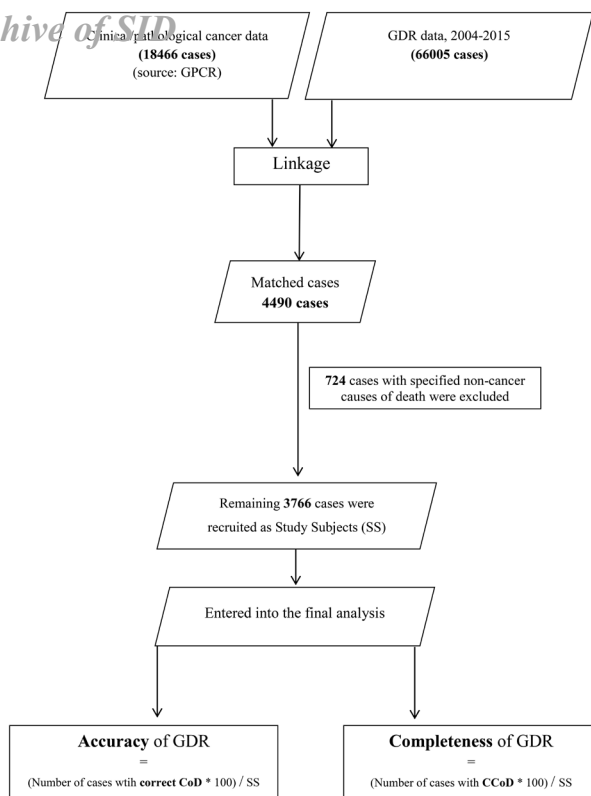 hive of SID
Clinical/pathological cancer data
(18466 cases)
(source: GPCR)
GDR data, 2004-2015
(66005 cases)
Linkage
Matched cases
4490 cases
724 cases with specified non-cancer
causes of death were excluded
Remaining 3766 cases were
recruited as Study Subjects (SS)
Entered into the final analysis
Accuracy of GDR
=
(Number of cases wtih correct CoD * 100) / SS
Completeness of GDR
=
(Number of cases with CCoD * 100) / SS